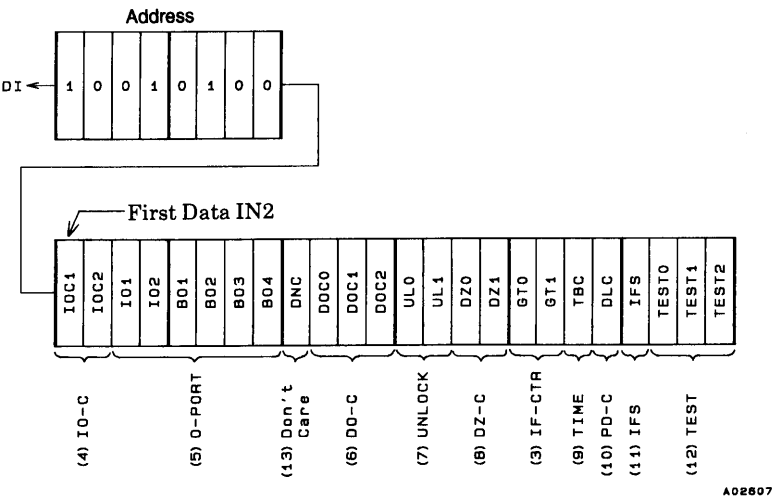 Address
DI 1 0 0 1 0 1 0 0
First Data IN2
IOC1 IOC2 IO1 IO2 BO1 BO2 BO3 BO4 DNC DOC0 DOC1 DOC2 UL0 UL1 DZ0 DZ1 GT0 GT1 TBC DLC IFS TEST0 TEST1 TEST2
(4) IO-C
(5) O-PORT
(13) Don't
Care
(6) DO-C
(7) UNLOCK
(8) DZ-C
(3) IF-CTR
(9) TIME
(10) PD-C
(11) IFS
(12) TEST
A02607